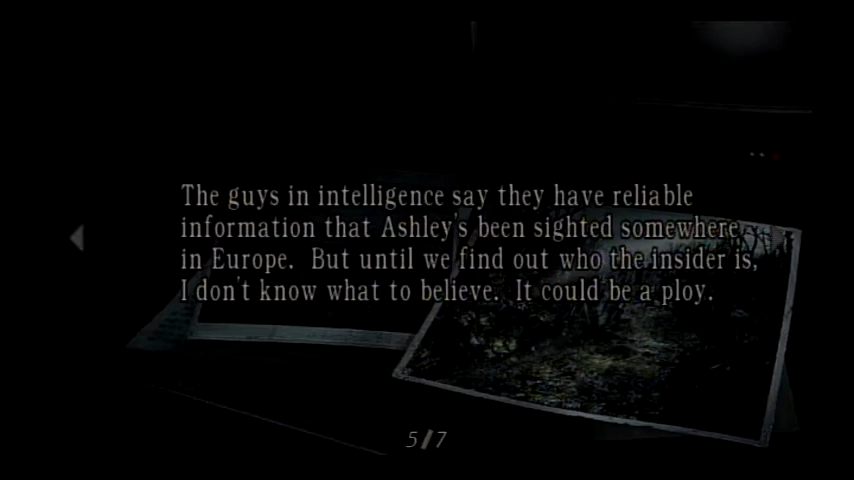 The guys in intelligence say they have reliable
information that Ashley's been sighted somewhere
in Europe. But until we find out who the insider is,
I don't know what to believe. It could be a ploy.
5/7